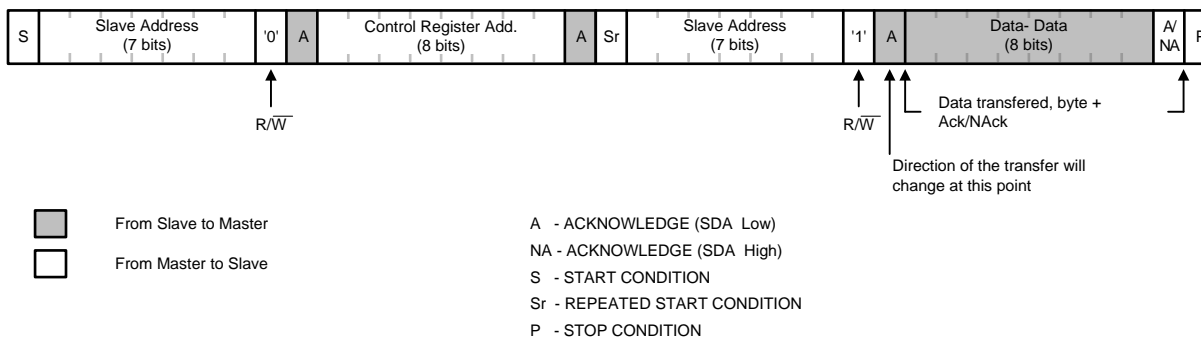 S
Slave Address
(7 bits)
'0'
A
Control Register Add.
(8 bits)
A
Sr
Slave Address
(7 bits)
'1'
A
Data- Data
(8 bits)
A/
NA
P
R/W
R/W
Data transfered, byte +
Ack/NAck
Direction of the transfer will
change at this point
From Slave to Master
From Master to Slave
A - ACKNOWLEDGE (SDA Low)
NA - ACKNOWLEDGE (SDA High)
S - START CONDITION
Sr - REPEATED START CONDITION
P - STOP CONDITION